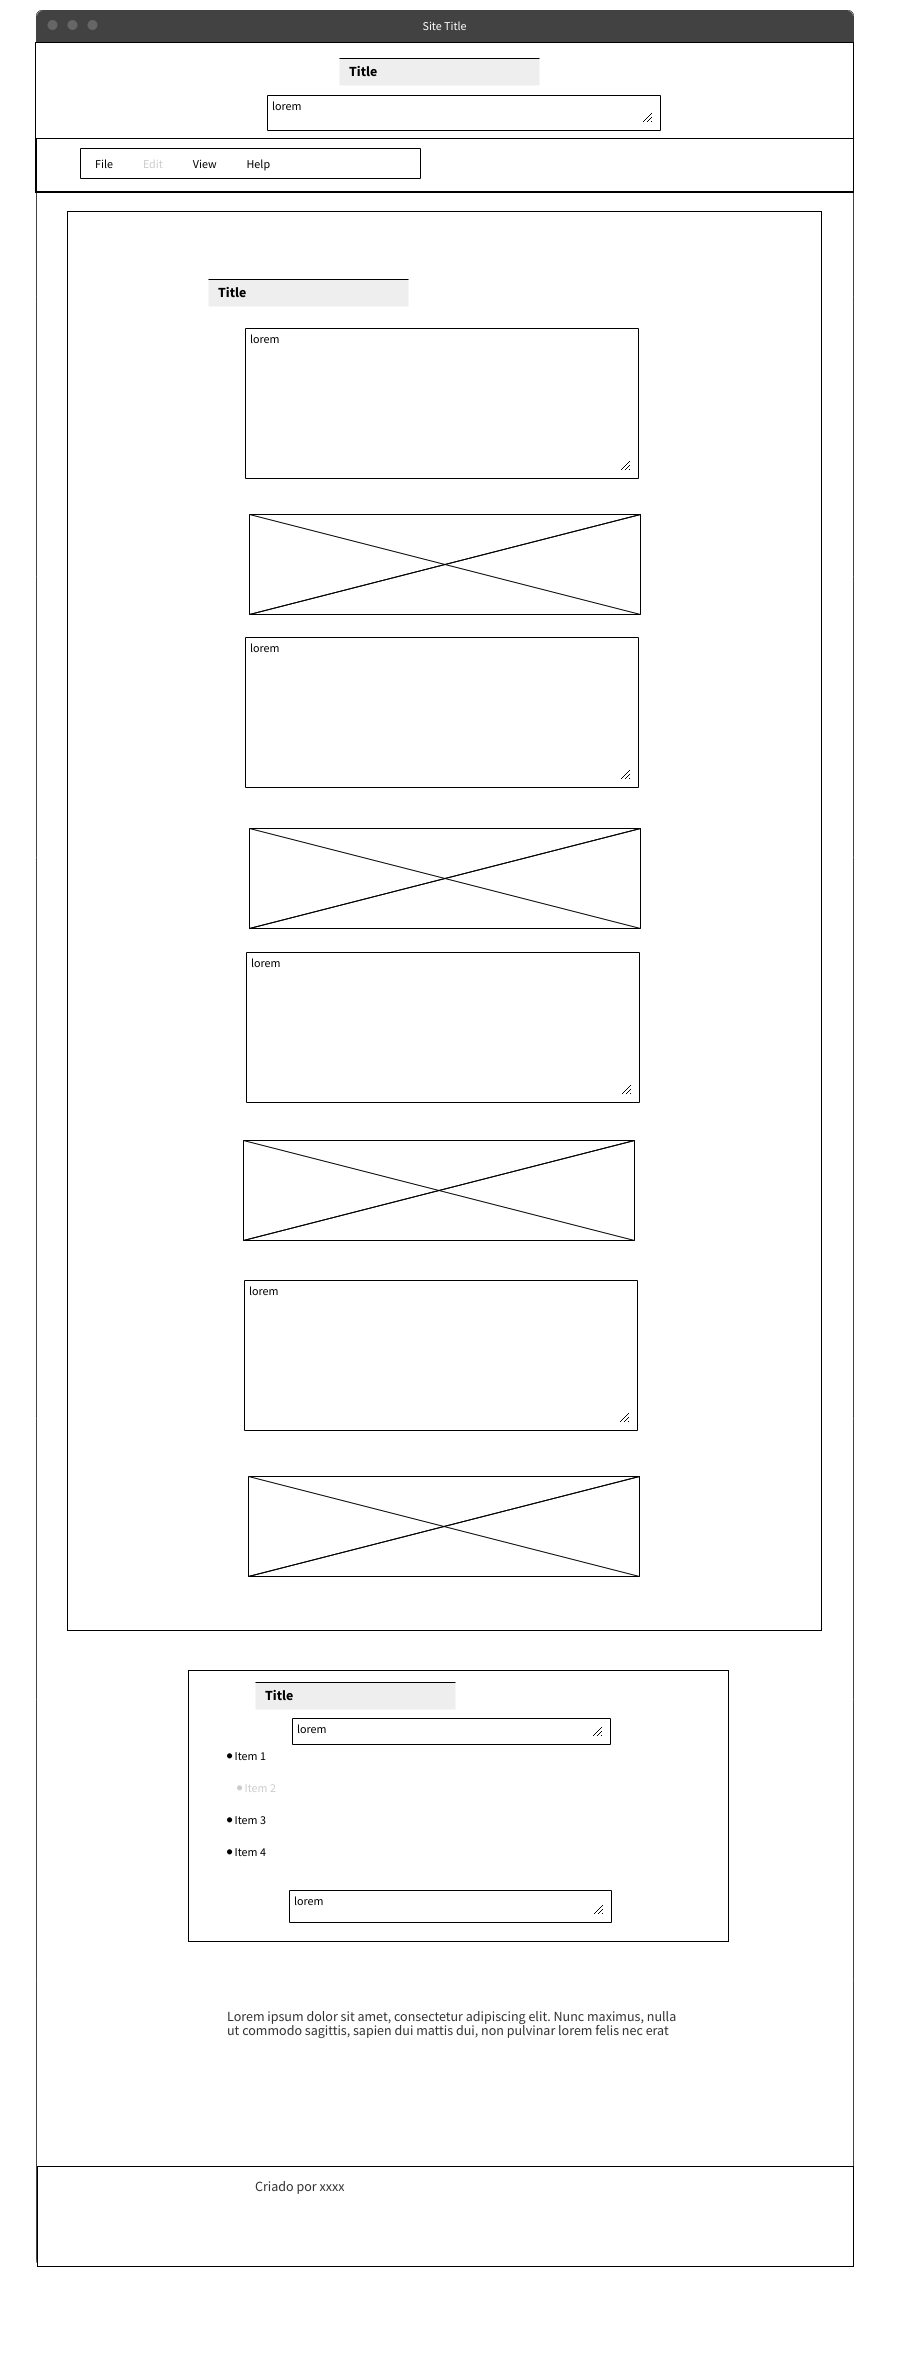 Site Title
Title
lorem
File Edit View Help
Title
lorem
lorem
lorem
lorem
Title
lorem
Item 1
Item 2
Item 3
Item 4
lorem
Lorem ipsum dolor sit amet, consectetur adipiscing elit. Nunc maximus, nulla
ut commodo sagittis, sapien dui mattis dui, non pulvinar lorem felis nec erat
Criado por xxxx